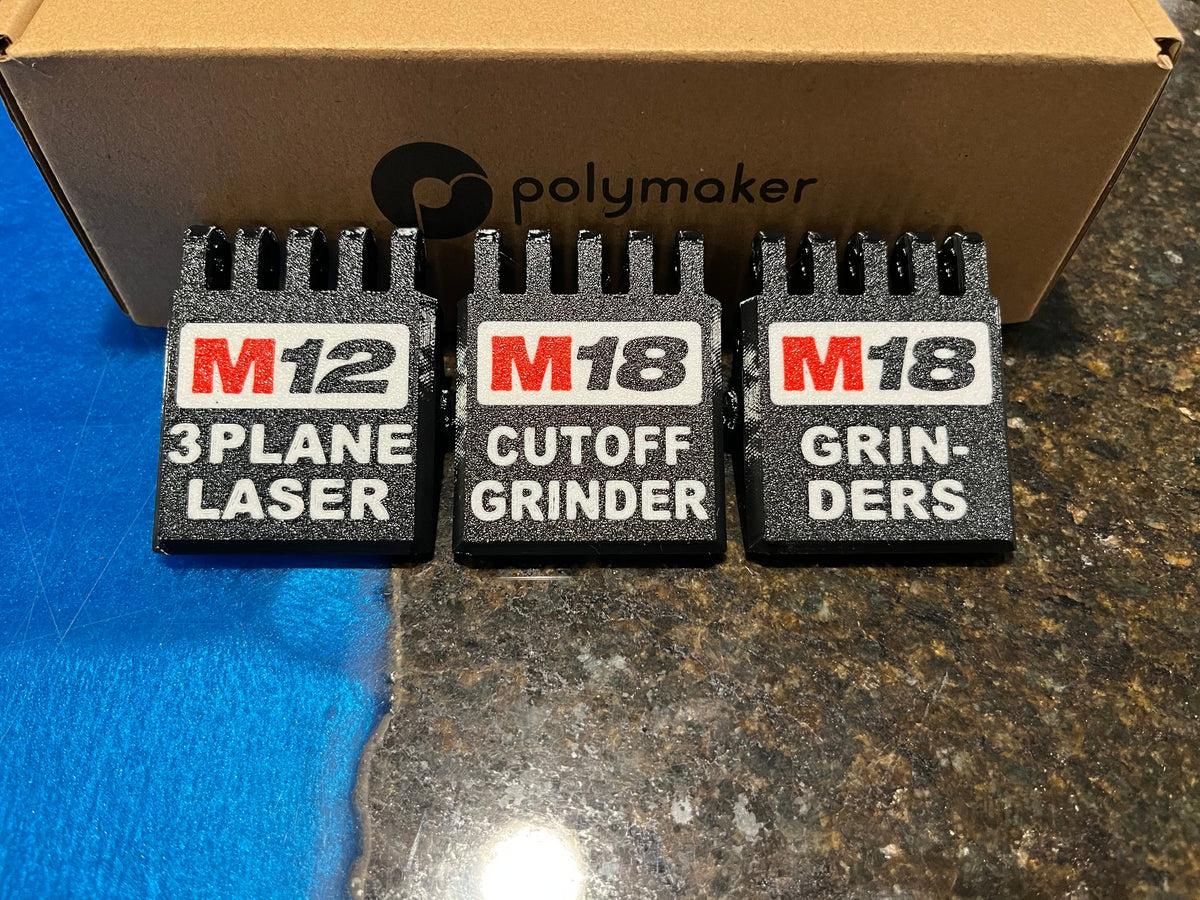 polymaker
M12
3PLANE
LASER
M18
CUTOFF
GRINDER
M18
GRIN-
DERS